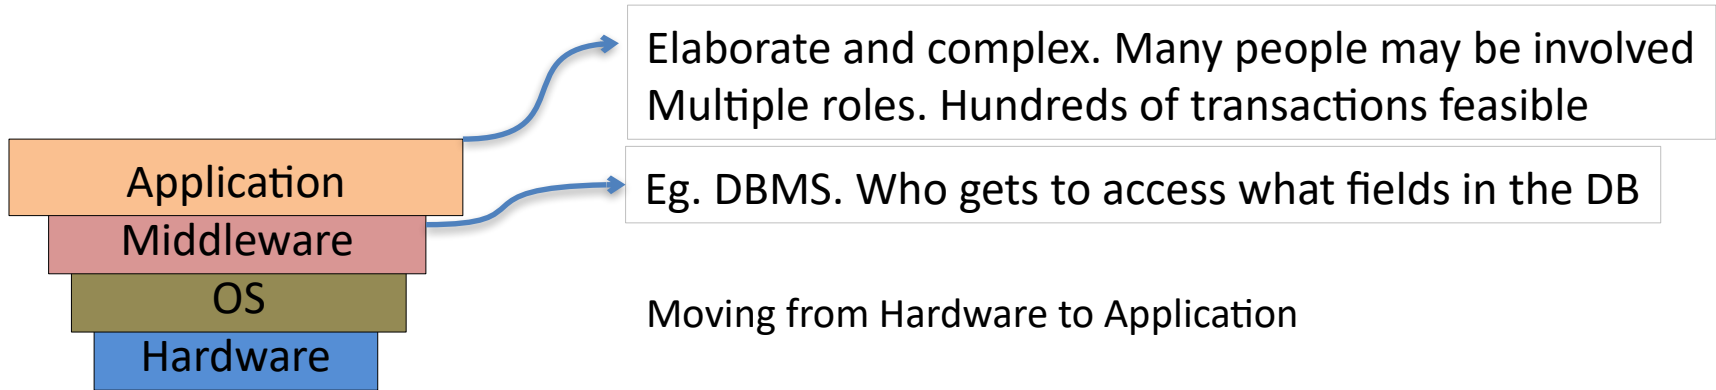 Elaborate and complex. Many people may be involved
Multiple roles. Hundreds of transactions feasible
Application
Eg. DBMS. Who gets to access what fields in the DB
Middleware
OS
Moving from Hardware to Application
Hardware